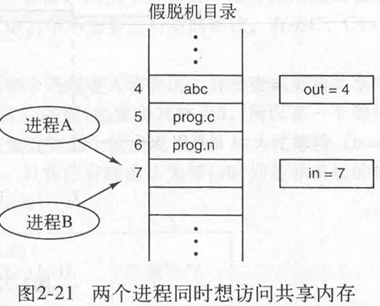 假脱机目录
4 abc
out = 4
5 prog.c
进程A
6 prog.n
7
in = 7
进程B
图2-21 两个进程同时想访问共享内存